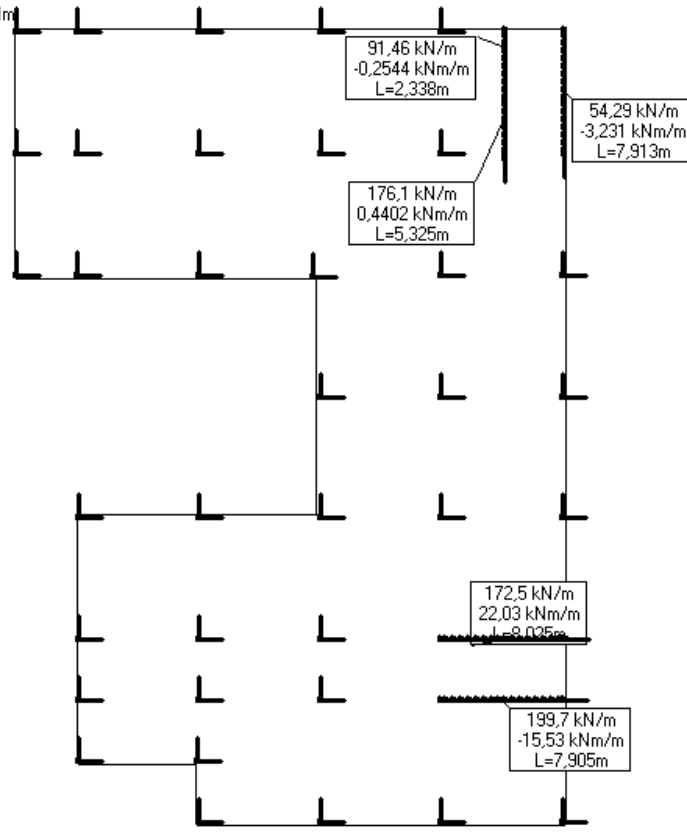 91,46 kN/m
-0,2544 kNm/m
L=2,338m
54,29 kN/m
-3,231 kNm/m
L=7,913m
176,1 kN/m
0,4402 kNm/m
L=5,325m
172,5 kN/m
22,03 kNm/m
L=8,025m
199,7 kN/m
-15,53 kNm/m
L=7,905m